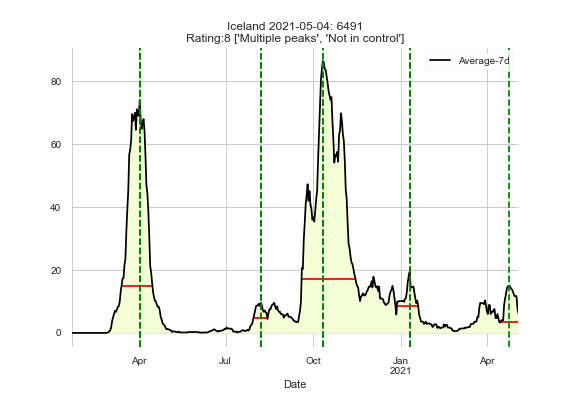 Iceland 2021-05-04: 6491
Rating:8 ['Multiple peaks', 'Not in control']
Average-7d
80
60
40
20
0
Apr Jul Oct Jan Apr
2021
Date